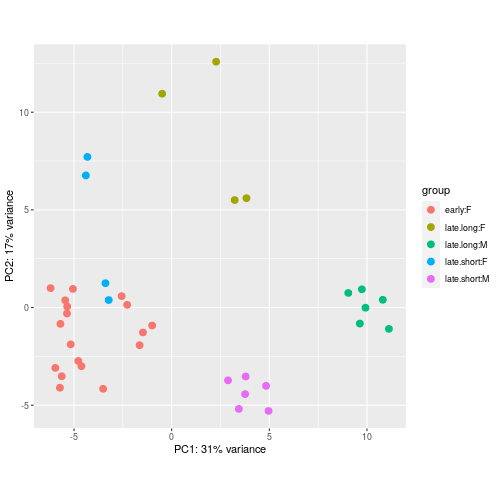 10
5
0
-5
-5
0
5
10
PC1: 31% variance
PC2: 17% variance
group
early:F
late.long:F
late.long:M
late.short:F
late.short:M